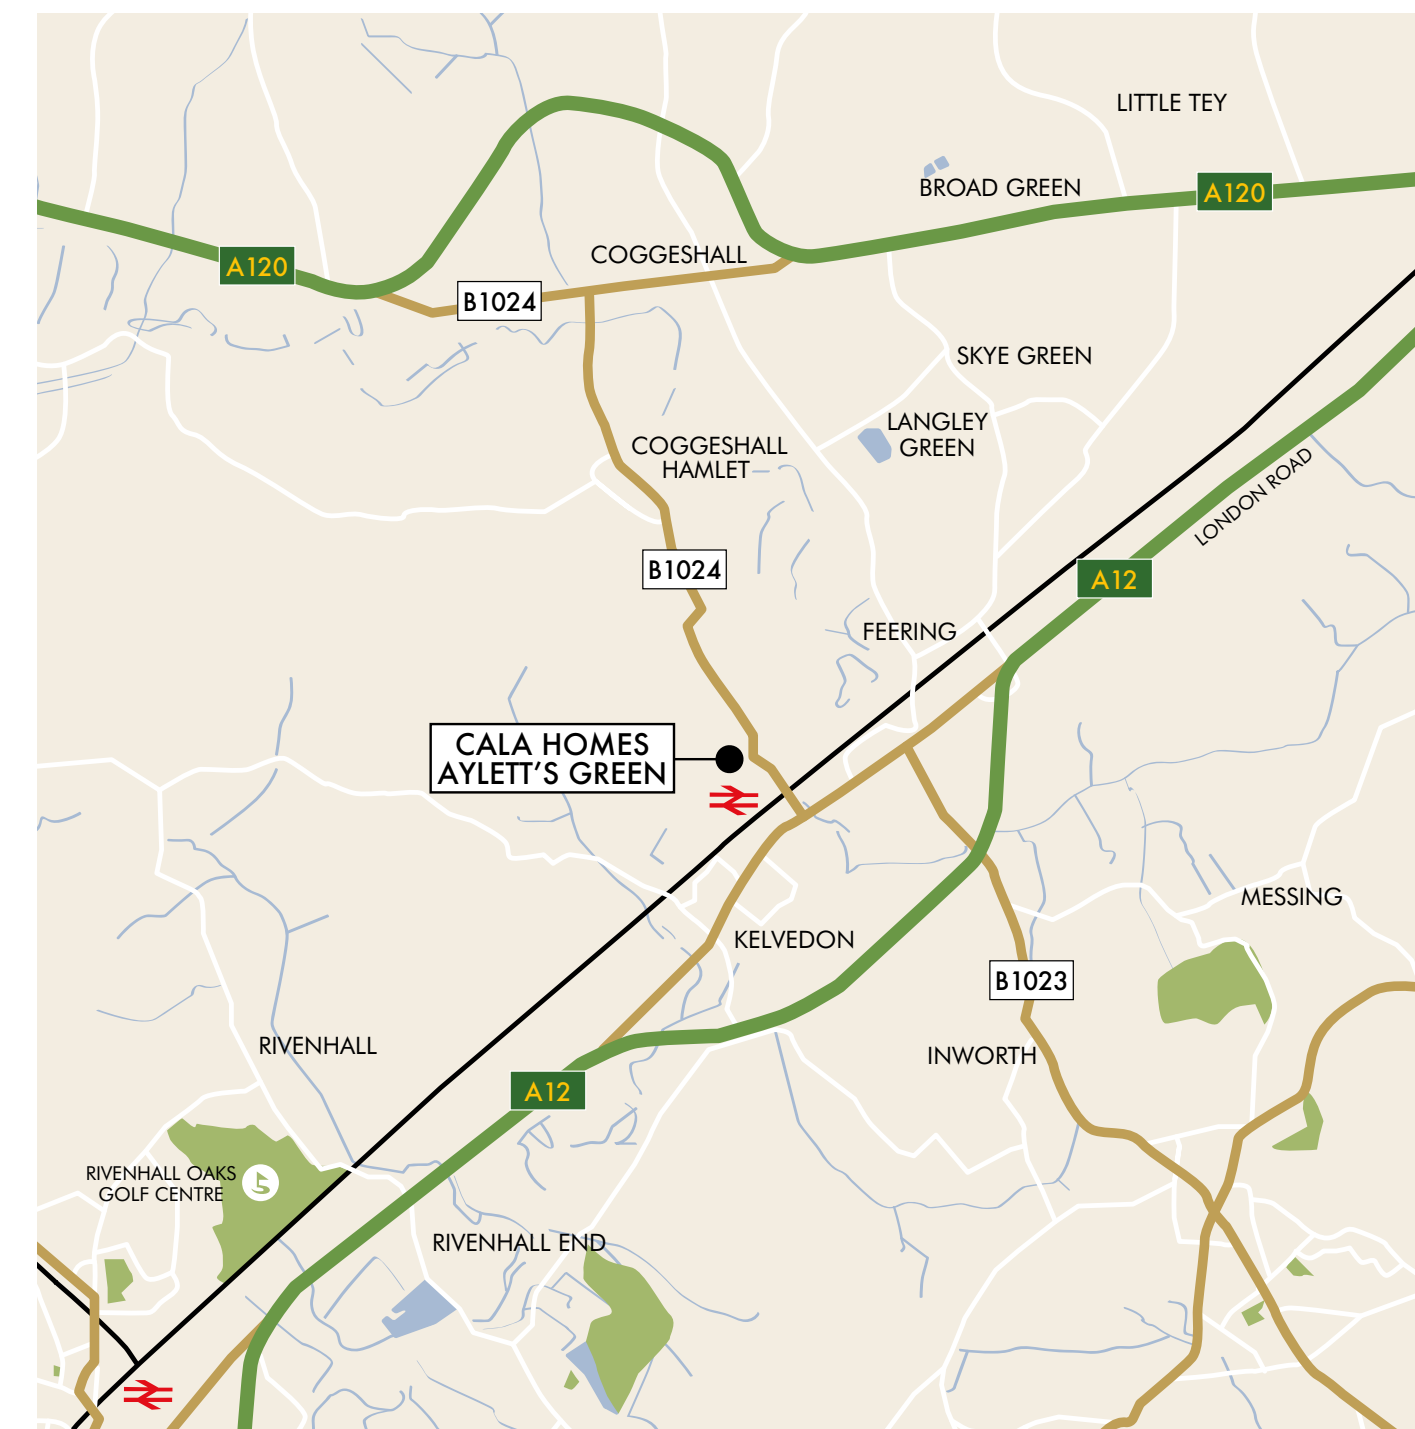 LITTLE TEY
BROAD GREEN
A120
COGGESHALL
A120
B1024
SKYE GREEN
LANGLEY
GREEN
COGGESHALL
HAMLET
LONDON ROAD
B1024
A12
FEERING
CALA HOMES
AYLETT'S GREEN
MESSING
KELVEDON
B1023
RIVENHALL
INWORTH
A12
RIVENHALL OAKS
GOLF CENTRE
RIVENHALL END